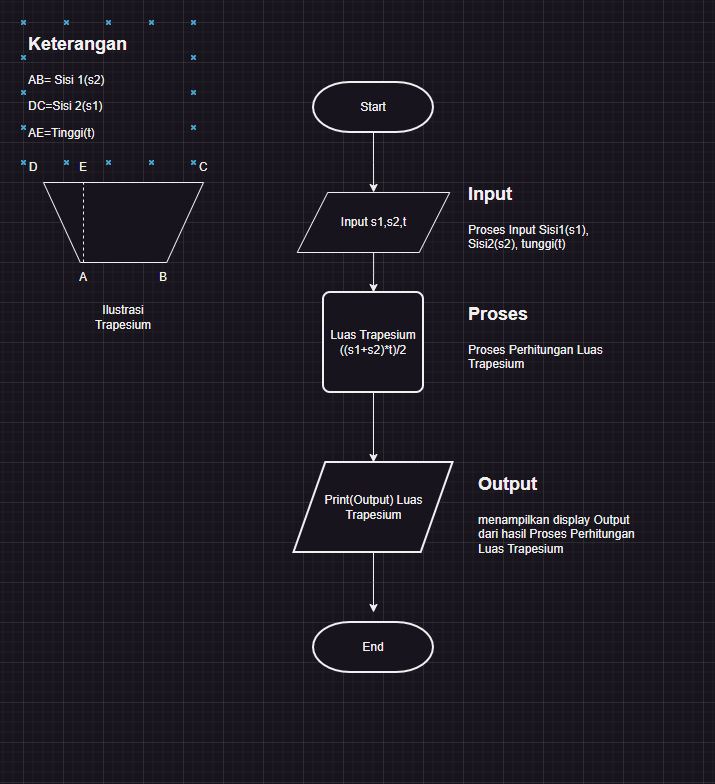 Keterangan
AB= Sisi 1(s2)
DC=Sisi 2(s1)
AE=Tinggi(t)
D E C
A B
Ilustrasi
Trapesium
Start
Input s1,s2,t
Input
Proses Input Sisi1(s1),
Sisi2(s2), tunggi(t)
Luas Trapesium
((s1+s2)*t)/2
Proses
Proses Perhitungan Luas
Trapesium
Print(Output) Luas
Trapesium
Output
menampilkan display Output
dari hasil Proses Perhitungan
Luas Trapesium
End